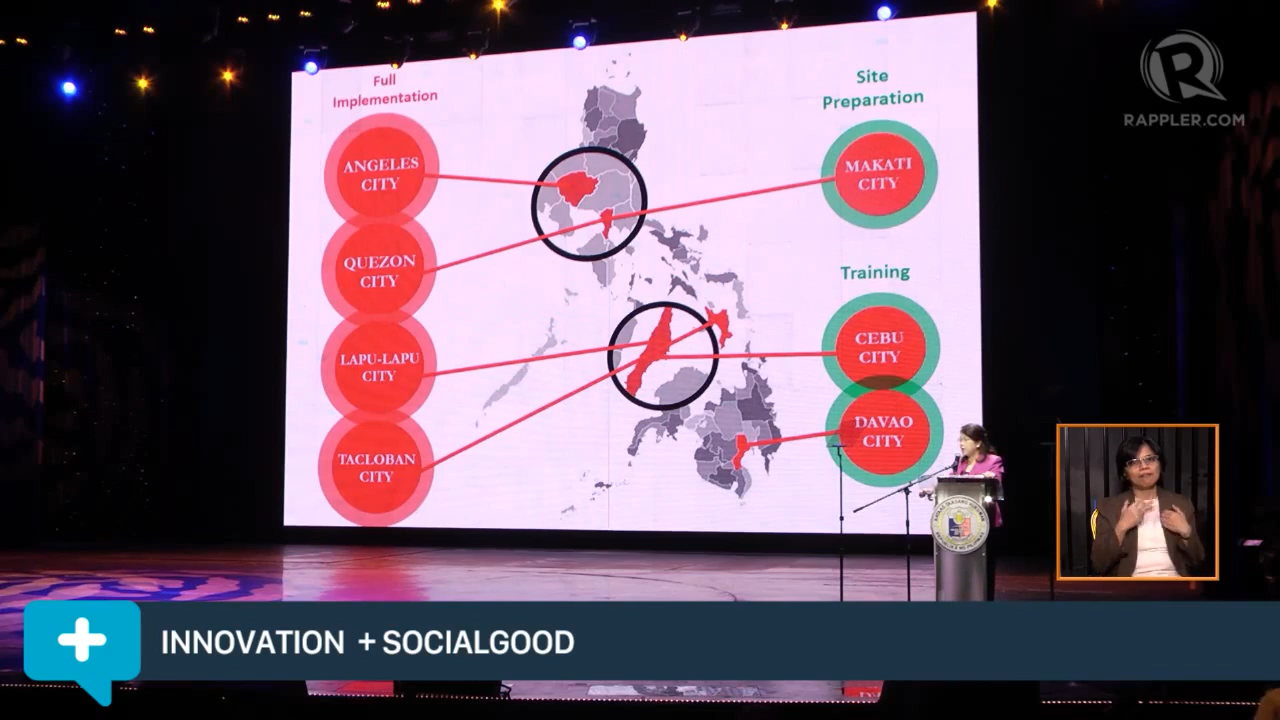 Full
Implementation
ANGELES
CITY
QUEZON
CITY
LAPU-LAPU
CITY
TACLOBAN
CITY
Site
Preparation
MAKATI
CITY
Training
CEBU
CITY
DAVAO
CITY
RAPPLER.COM
INNOVATION + SOCIALGOOD